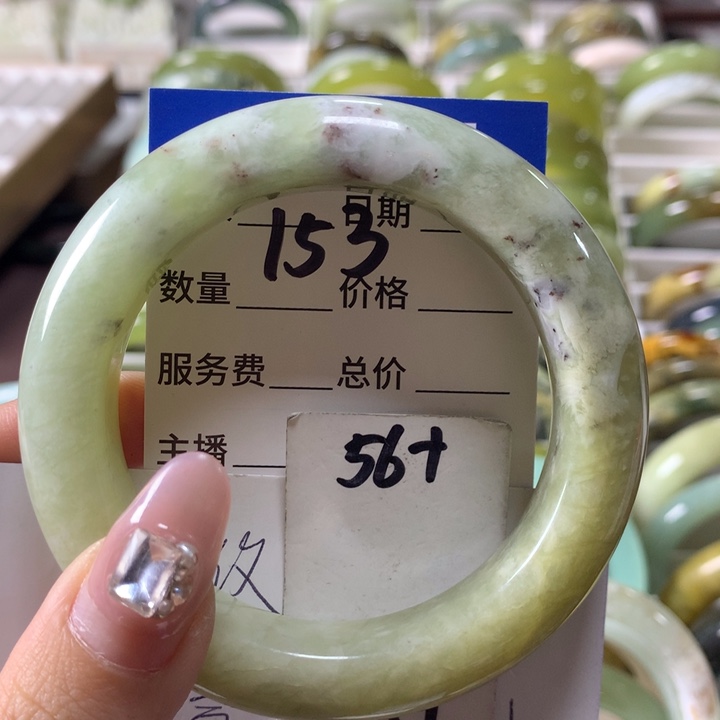 日期
153
数量 价格
服务费 总价
主播
56+